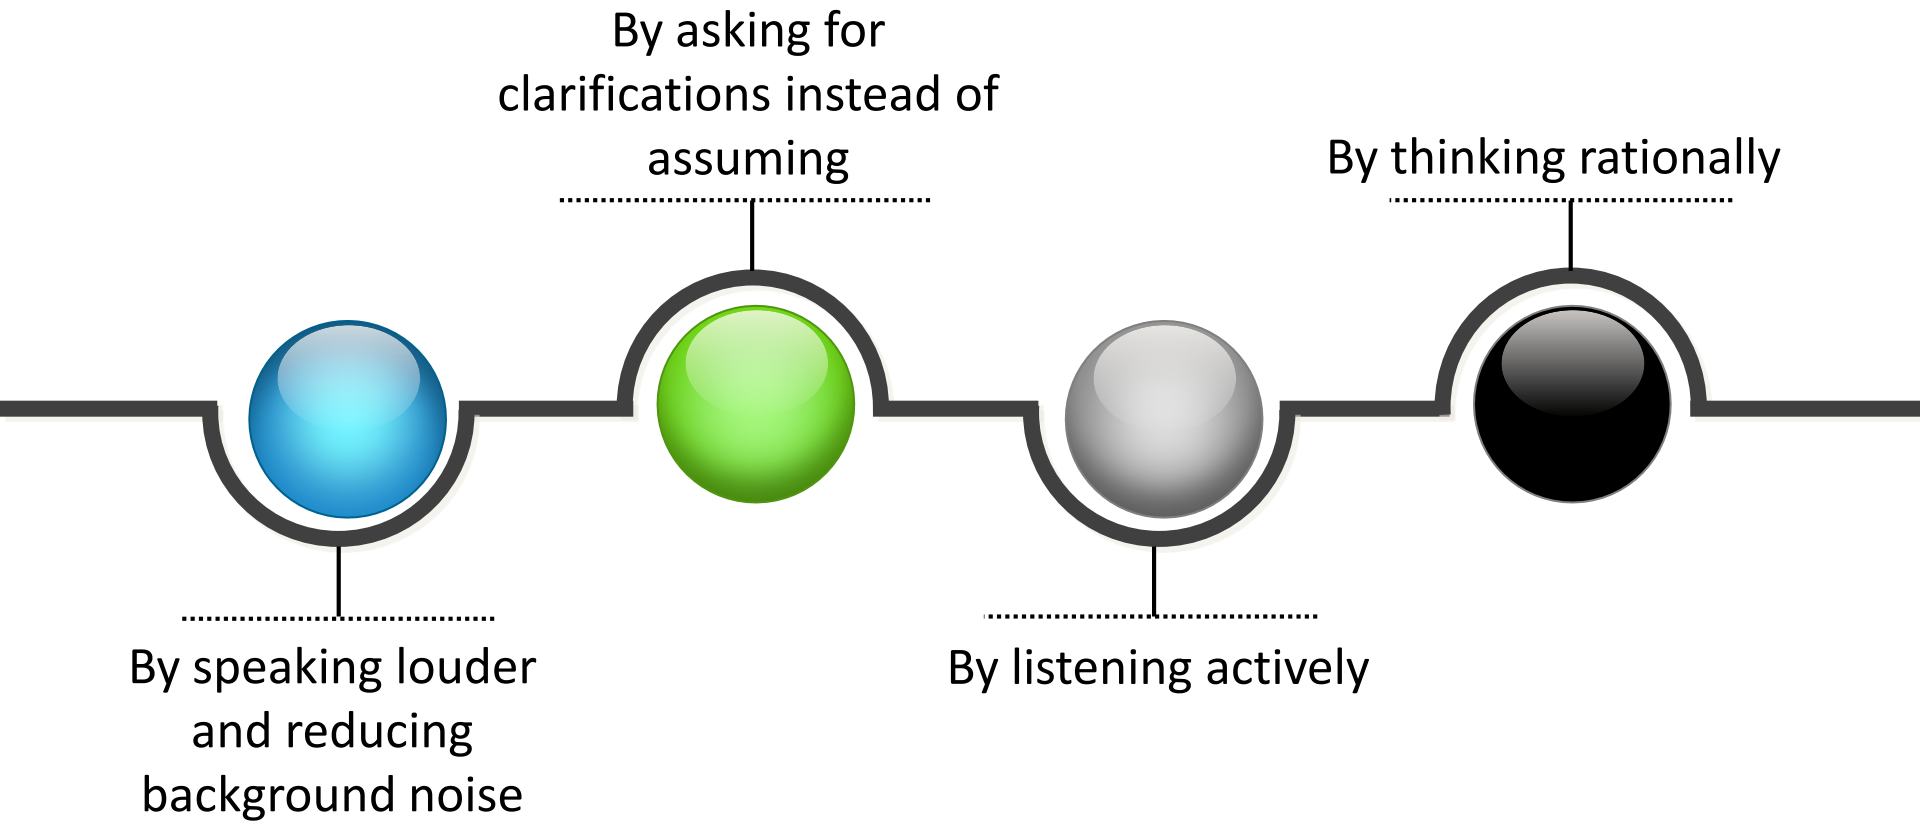 By asking for
clarifications instead of
assuming
By thinking rationally
By speaking louder
and reducing
background noise
By listening actively